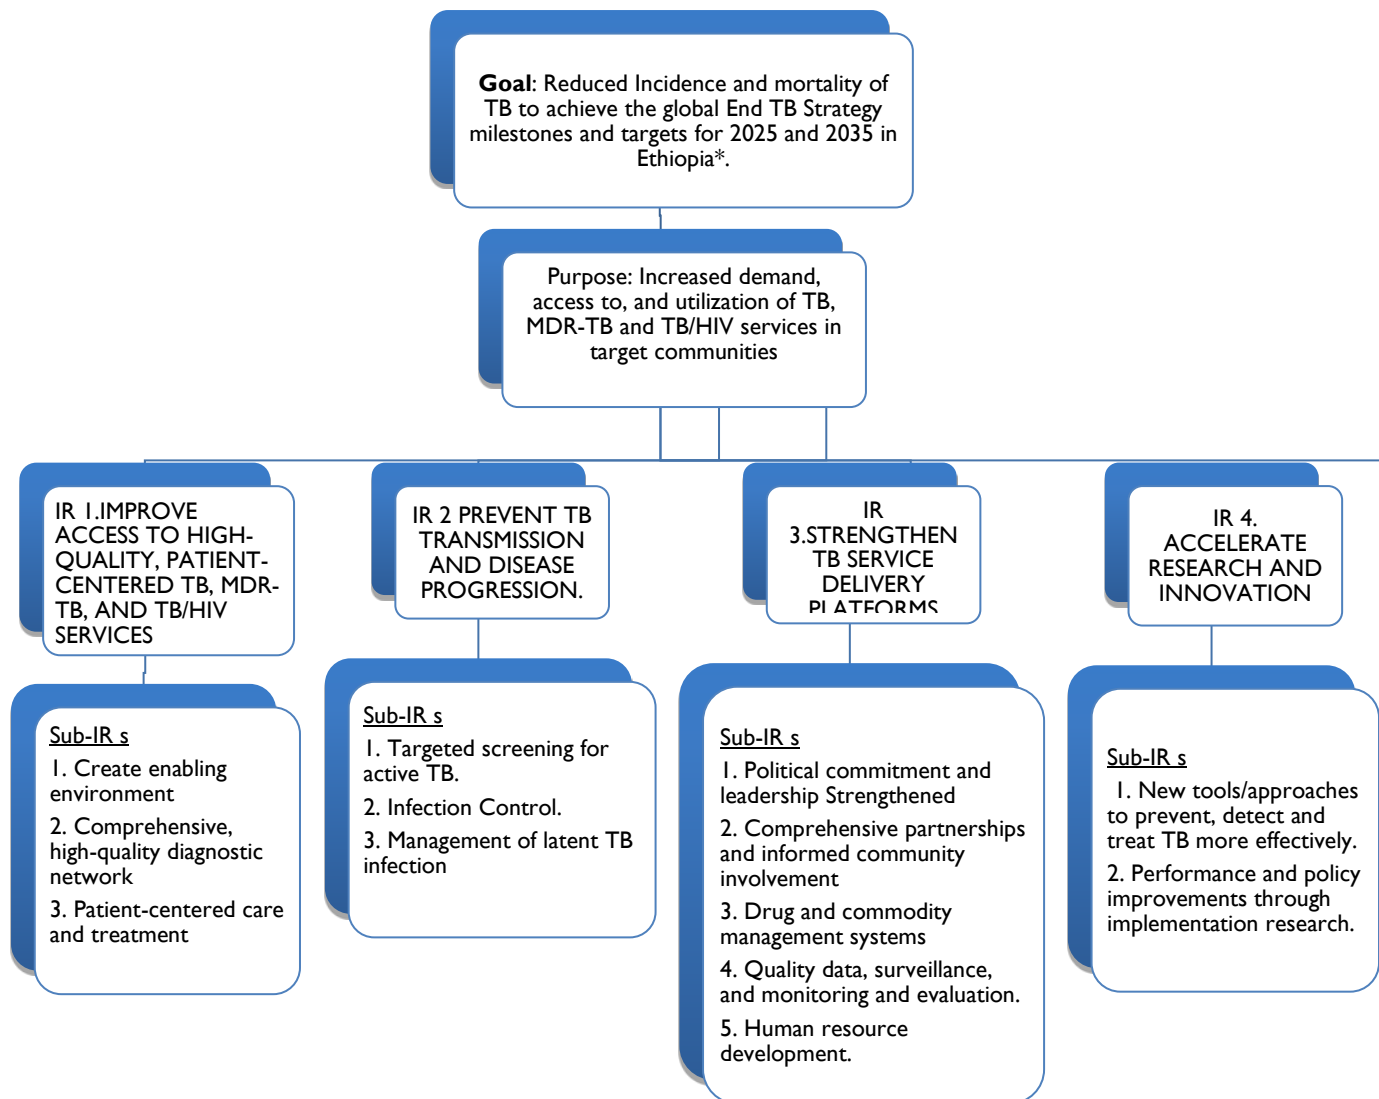 Goal: Reduced Incidence and mortality of
TB to achieve the global End TB Strategy
milestones and targets for 2025 and 2035 in
Ethiopia*.
Purpose: Increased demand,
access to, and utilization of TB,
MDR-TB and TB/HIV services in
target communities
IR 1.IMPROVE
ACCESS TO HIGH-
QUALITY, PATIENT-
CENTERED TB, MDR-
TB, AND TB/HIV
SERVICES
IR 2 PREVENT TB
TRANSMISSION
AND DISEASE
PROGRESSION.
IR
3.STRENGTHEN
TB SERVICE
DELIVERY
PLATFORMS
IR 4.
ACCELERATE
RESEARCH AND
INNOVATION
Sub-IR s
1. Create enabling
environment
2. Comprehensive,
high-quality diagnostic
network
3. Patient-centered care
and treatment
Sub-IR s
1. Targeted screening for
active TB.
2. Infection Control.
3. Management of latent TB
infection
Sub-IR s
1. Political commitment and
leadership Strengthened
2. Comprehensive partnerships
and informed community
involvement
3. Drug and commodity
management systems
4. Quality data, surveillance,
and monitoring and evaluation.
5. Human resource
development.
Sub-IR s
1. New tools/approaches
to prevent, detect and
treat TB more effectively.
2. Performance and policy
improvements through
implementation research.